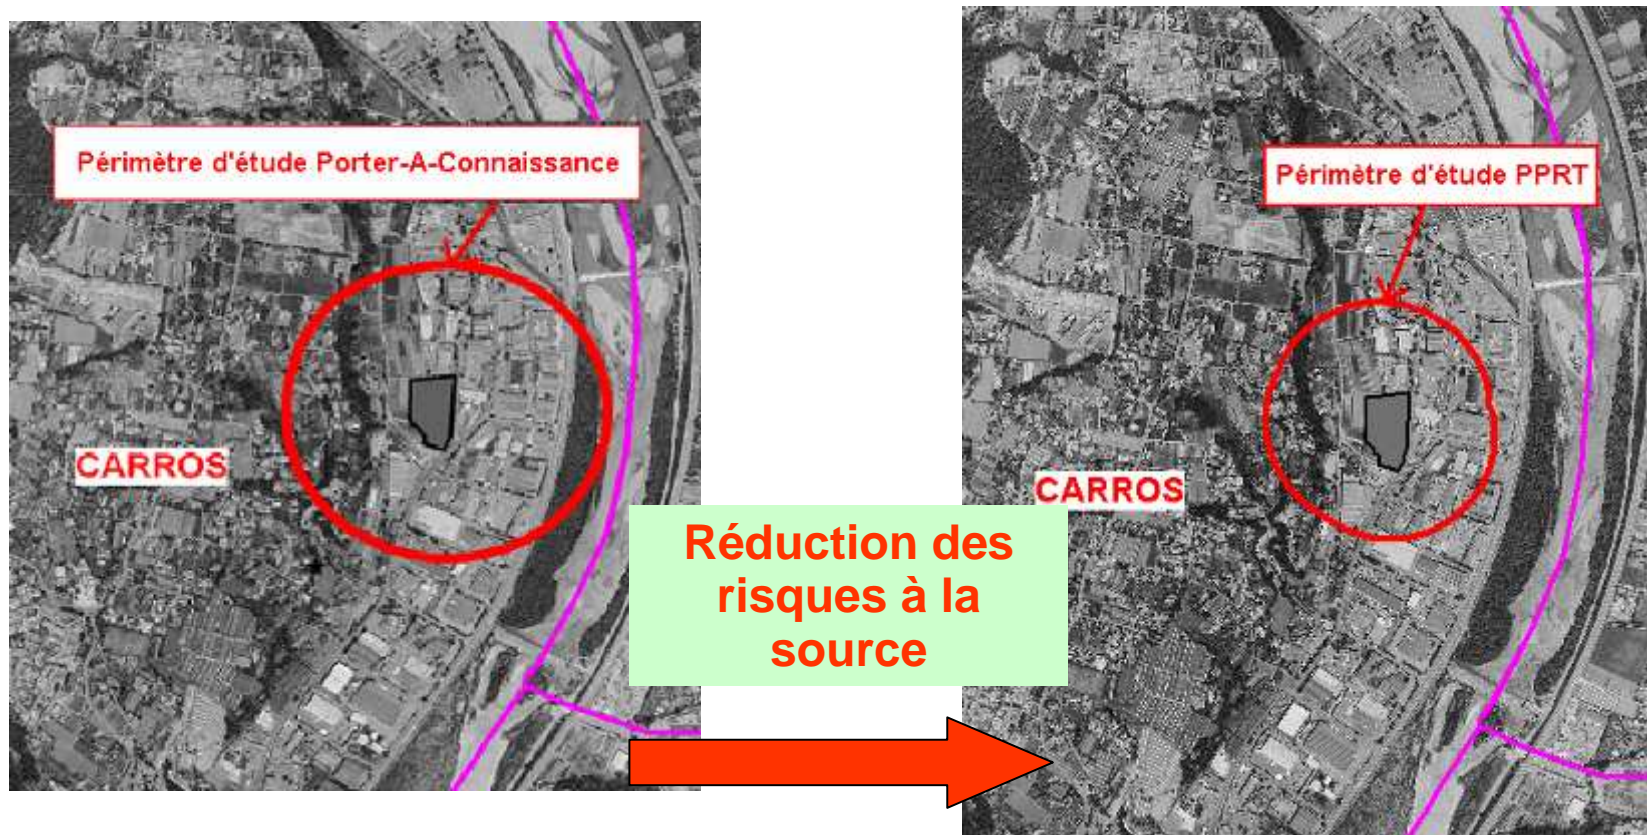 Périmètre d'étude Porter-A-Connaissance
CARROS
Réduction des
risques à la
source
Périmètre d'étude PPRT
CARROS